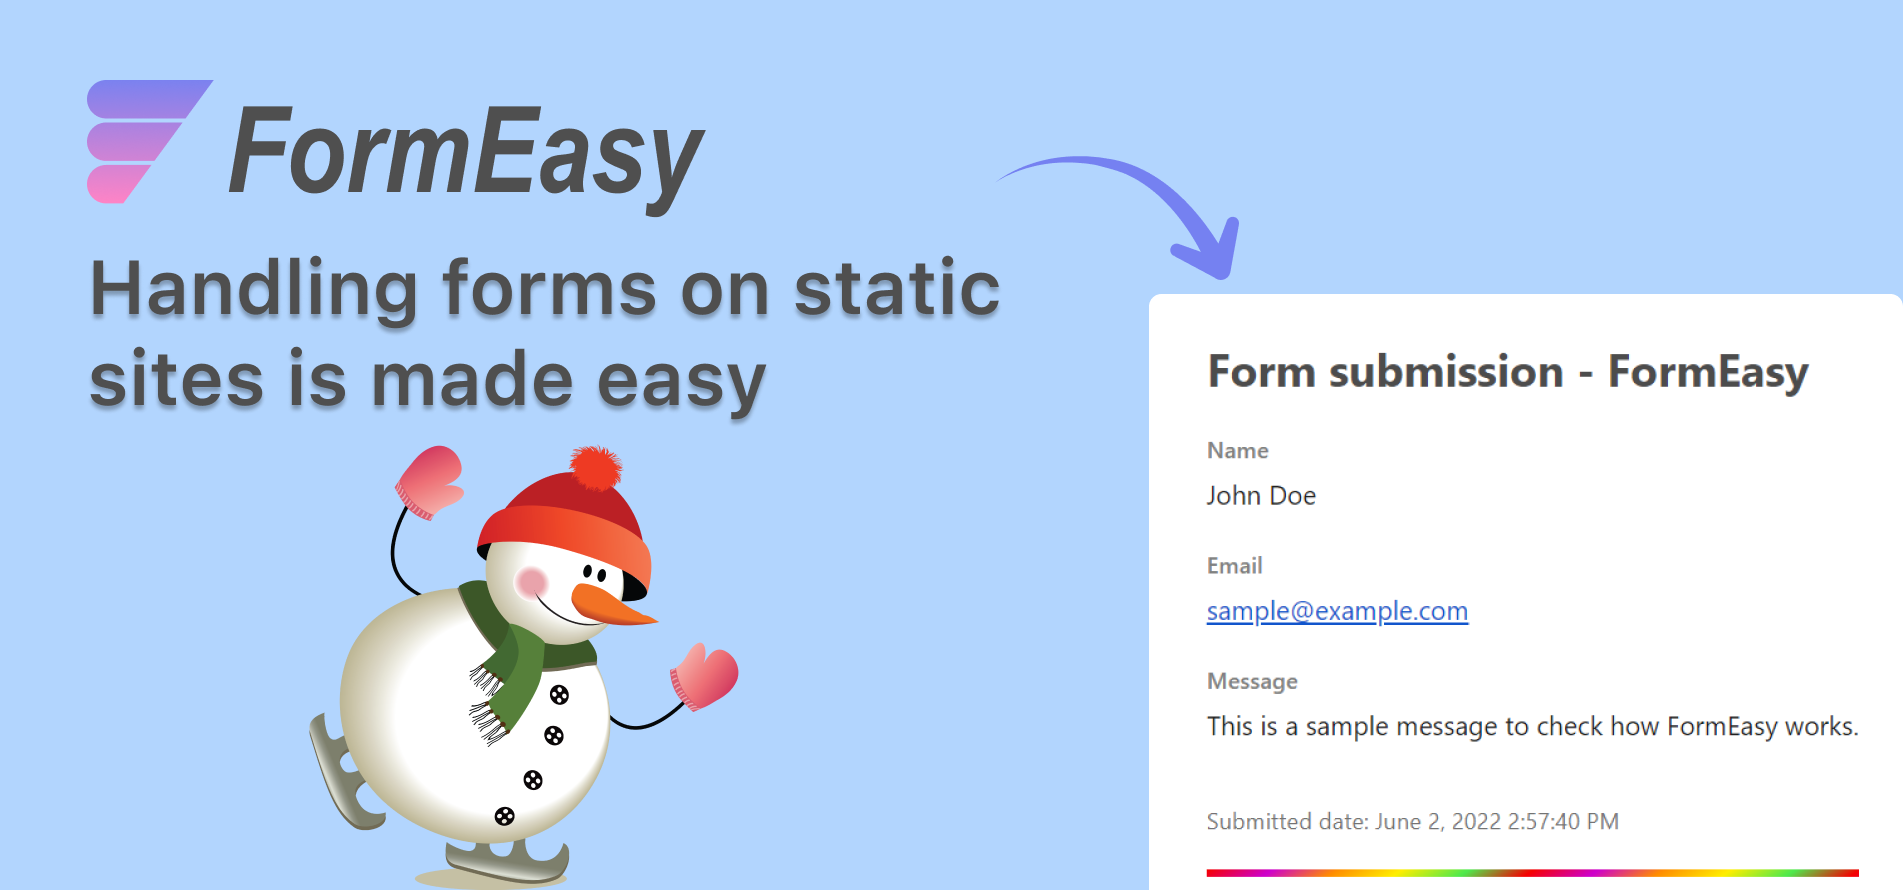 FormEasy
Handling forms on static
sites is made easy
Form submission - FormEasy
Name
John Doe
Email
sample@example.com
Message
This is a sample message to check how FormEasy works.
Submitted date: June 2, 2022 2:57:40 PM